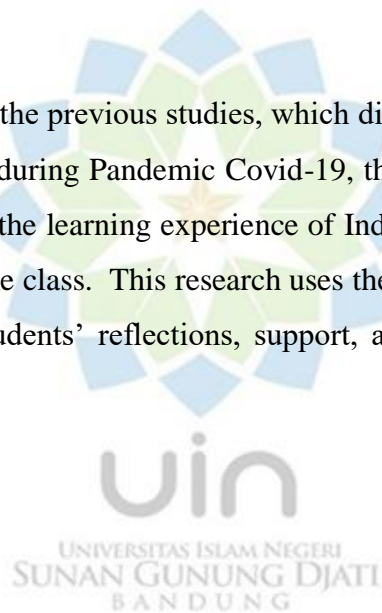 the previous studies, which di
during Pandemic Covid-19, th
the learning experience of Ind
e class. This research uses the
udents’ reflections, support, a
uin
UNIVERSITAS ISLAM NEGERI
SUNAN GUNUNG DJATI
BANDUNG